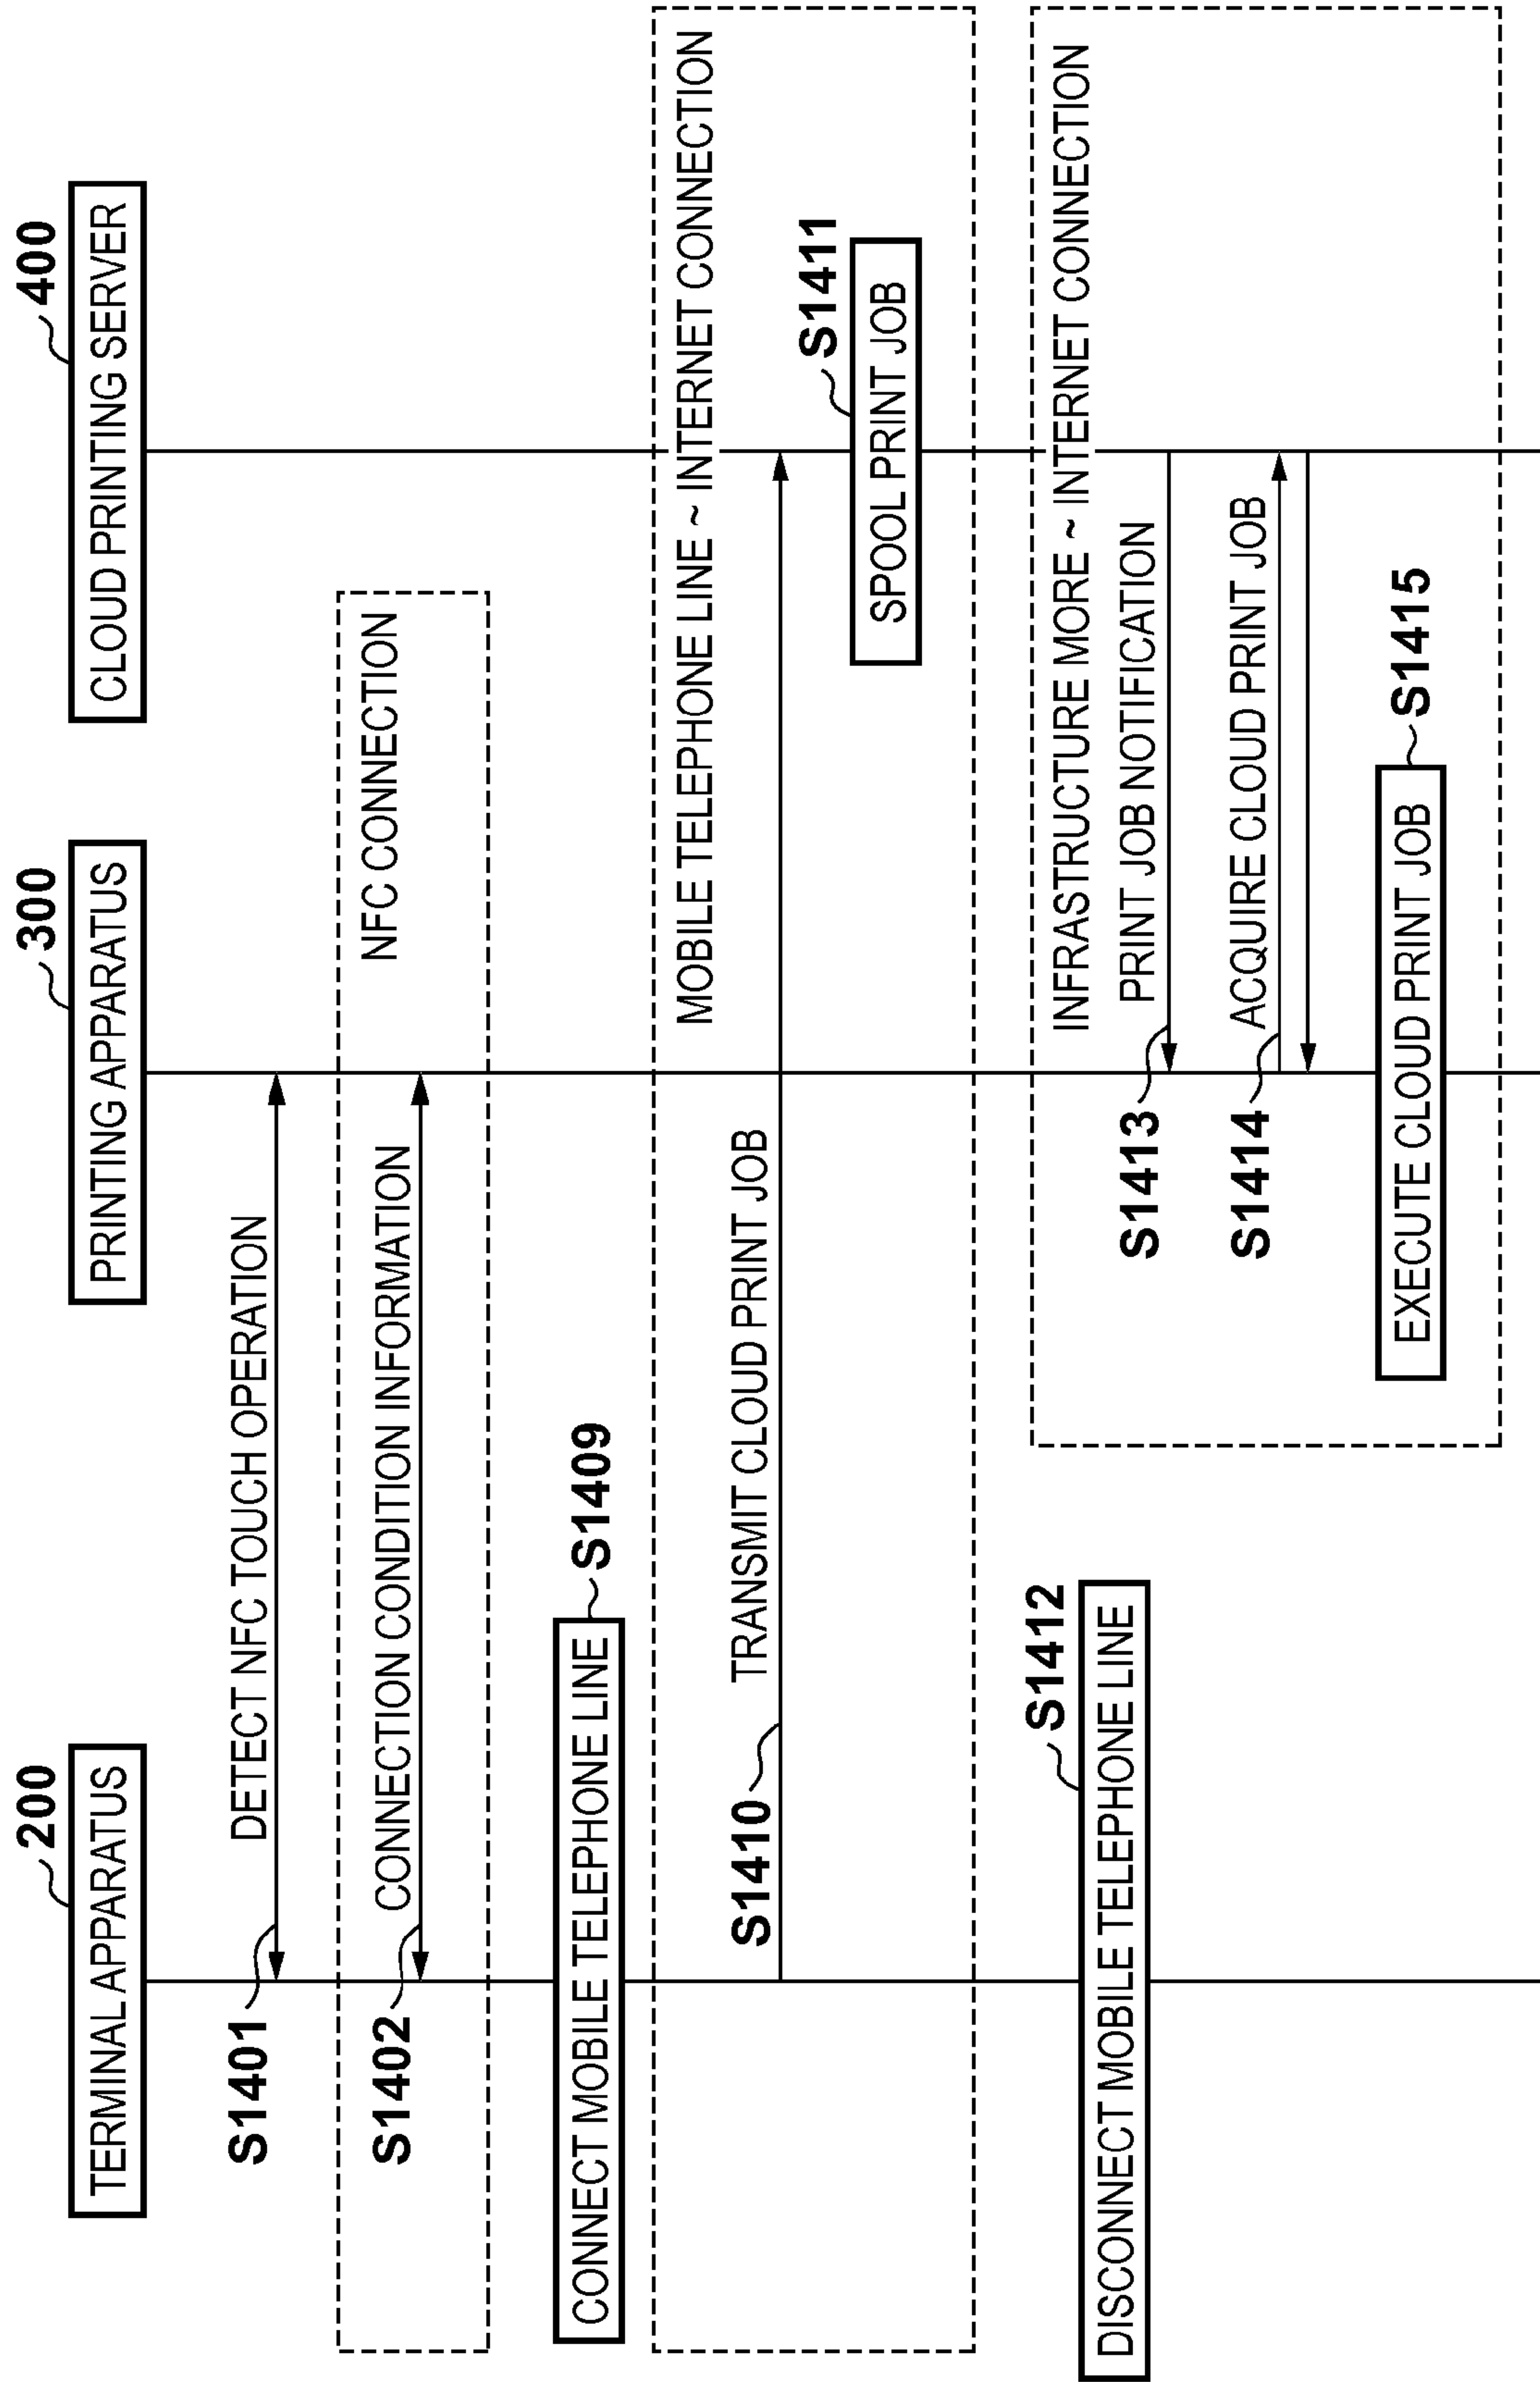 200
TERMINAL APPARATUS
300
PRINTING APPARATUS
400
CLOUD PRINTING SERVER
S1401
DETECT NFC TOUCH OPERATION
NFC CONNECTION
S1402
CONNECTION CONDITION INFORMATION
CONNECT MOBILE TELEPHONE LINE
S1409
MOBILE TELEPHONE LINE ~ INTERNET CONNECTION
S1410
TRANSMIT CLOUD PRINT JOB
S1411
SPOOL PRINT JOB
S1412
DISCONNECT MOBILE TELEPHONE LINE
INFRASTRUCTURE MORE ~ INTERNET CONNECTION
S1413
PRINT JOB NOTIFICATION
S1414
ACQUIRE CLOUD PRINT JOB
EXECUTE CLOUD PRINT JOB
S1415